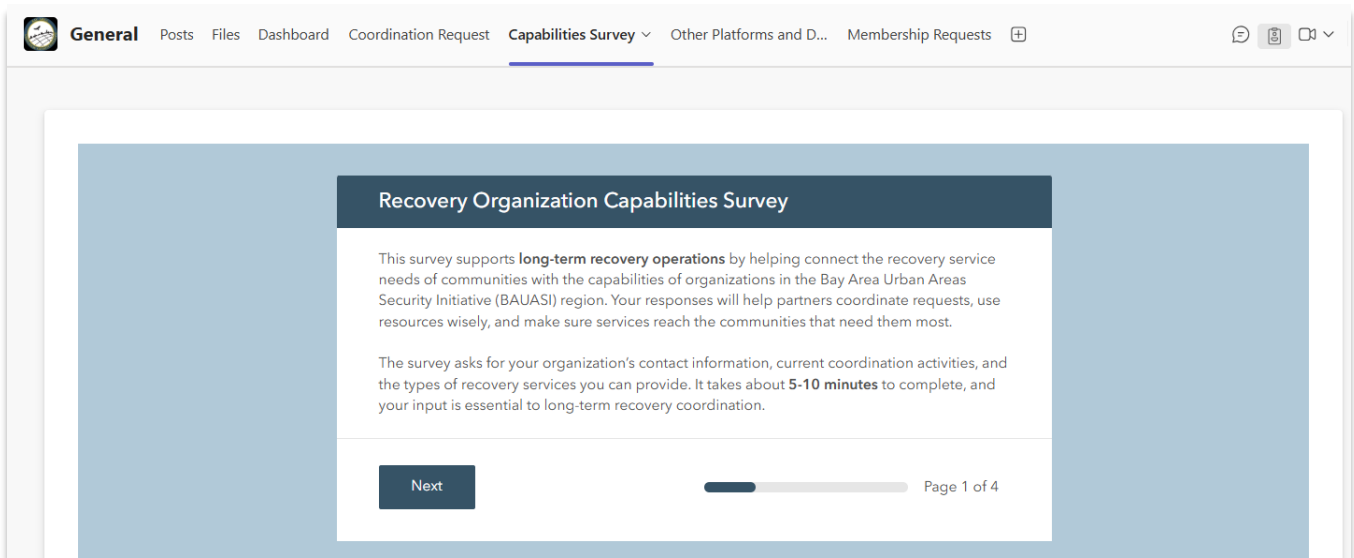 General Posts Files Dashboard Coordination Request Capabilities Survey Other Platforms and D... Membership Requests
Recovery Organization Capabilities Survey
This survey supports long-term recovery operations by helping connect the recovery service
needs of communities with the capabilities of organizations in the Bay Area Urban Areas
Security Initiative (BAUASI) region. Your responses will help partners coordinate requests, use
resources wisely, and make sure services reach the communities that need them most.
The survey asks for your organization’s contact information, current coordination activities, and
the types of recovery services you can provide. It takes about 5-10 minutes to complete, and
your input is essential to long-term recovery coordination.
Next Page 1 of 4